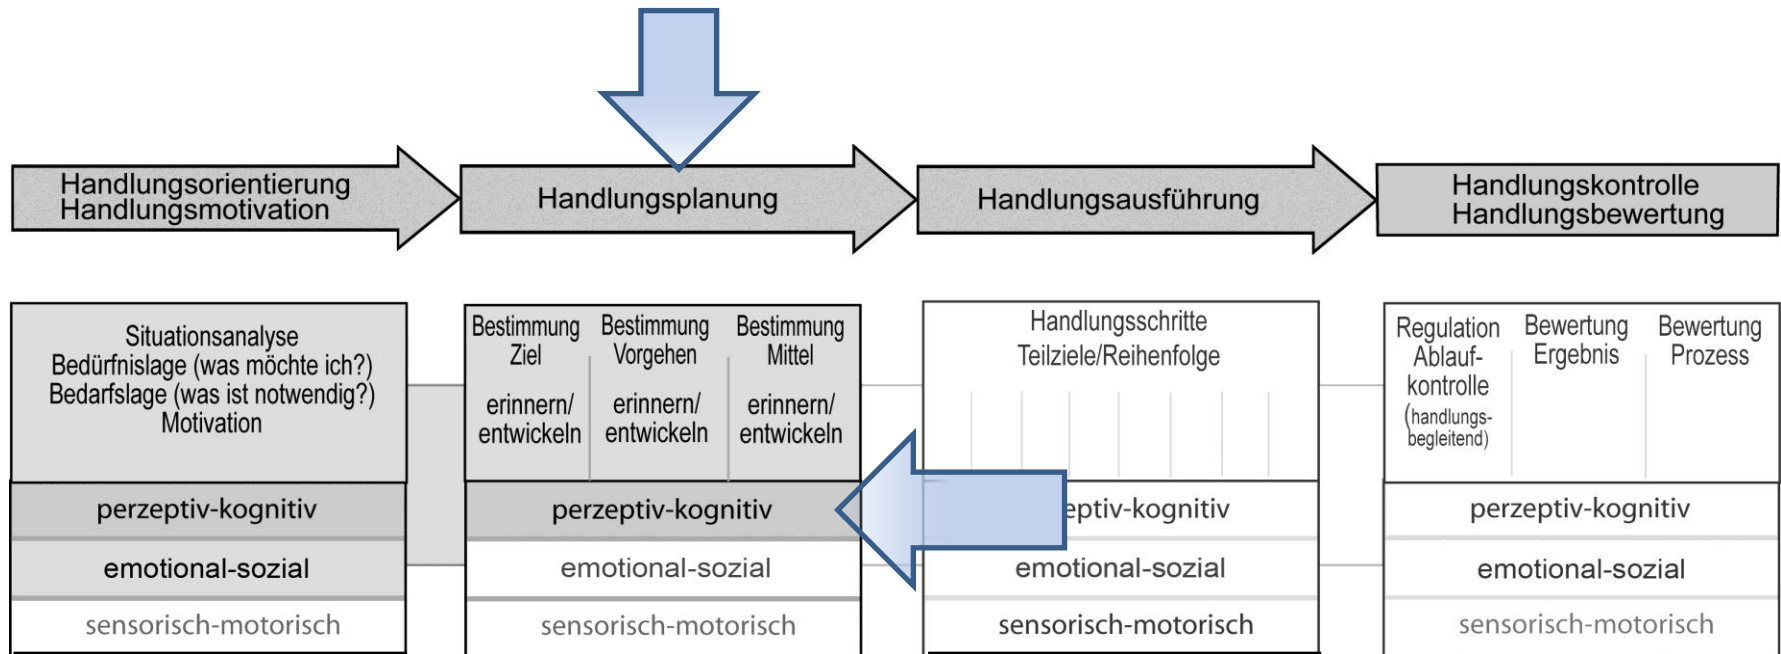 Handlungsorientierung
Handlungsmotivation
Handlungsplanung
Handlungsausführung
Handlungskontrolle
Handlungsbewertung
Situationsanalyse
Bedürfnislage (was möchte ich?)
Bedarfslage (was ist notwendig?)
Motivation
perzeptiv-kognitiv
emotional-sozial
sensorisch-motorisch
Bestimmung
Ziel
erinnern/
entwickeln
Bestimmung
Vorgehen
erinnern/
entwickeln
Bestimmung
Mittel
erinnern/
entwickeln
perzeptiv-kognitiv
emotional-sozial
sensorisch-motorisch
Handlungsschritte
Teilziele/Reihenfolge
eptiv-kognitiv
emotional-sozial
sensorisch-motorisch
Regulation
Ablauf-
kontrolle
(handlungs-
begleitend)
Bewertung
Ergebnis
Bewertung
Prozess
perzeptiv-kognitiv
emotional-sozial
sensorisch-motorisch